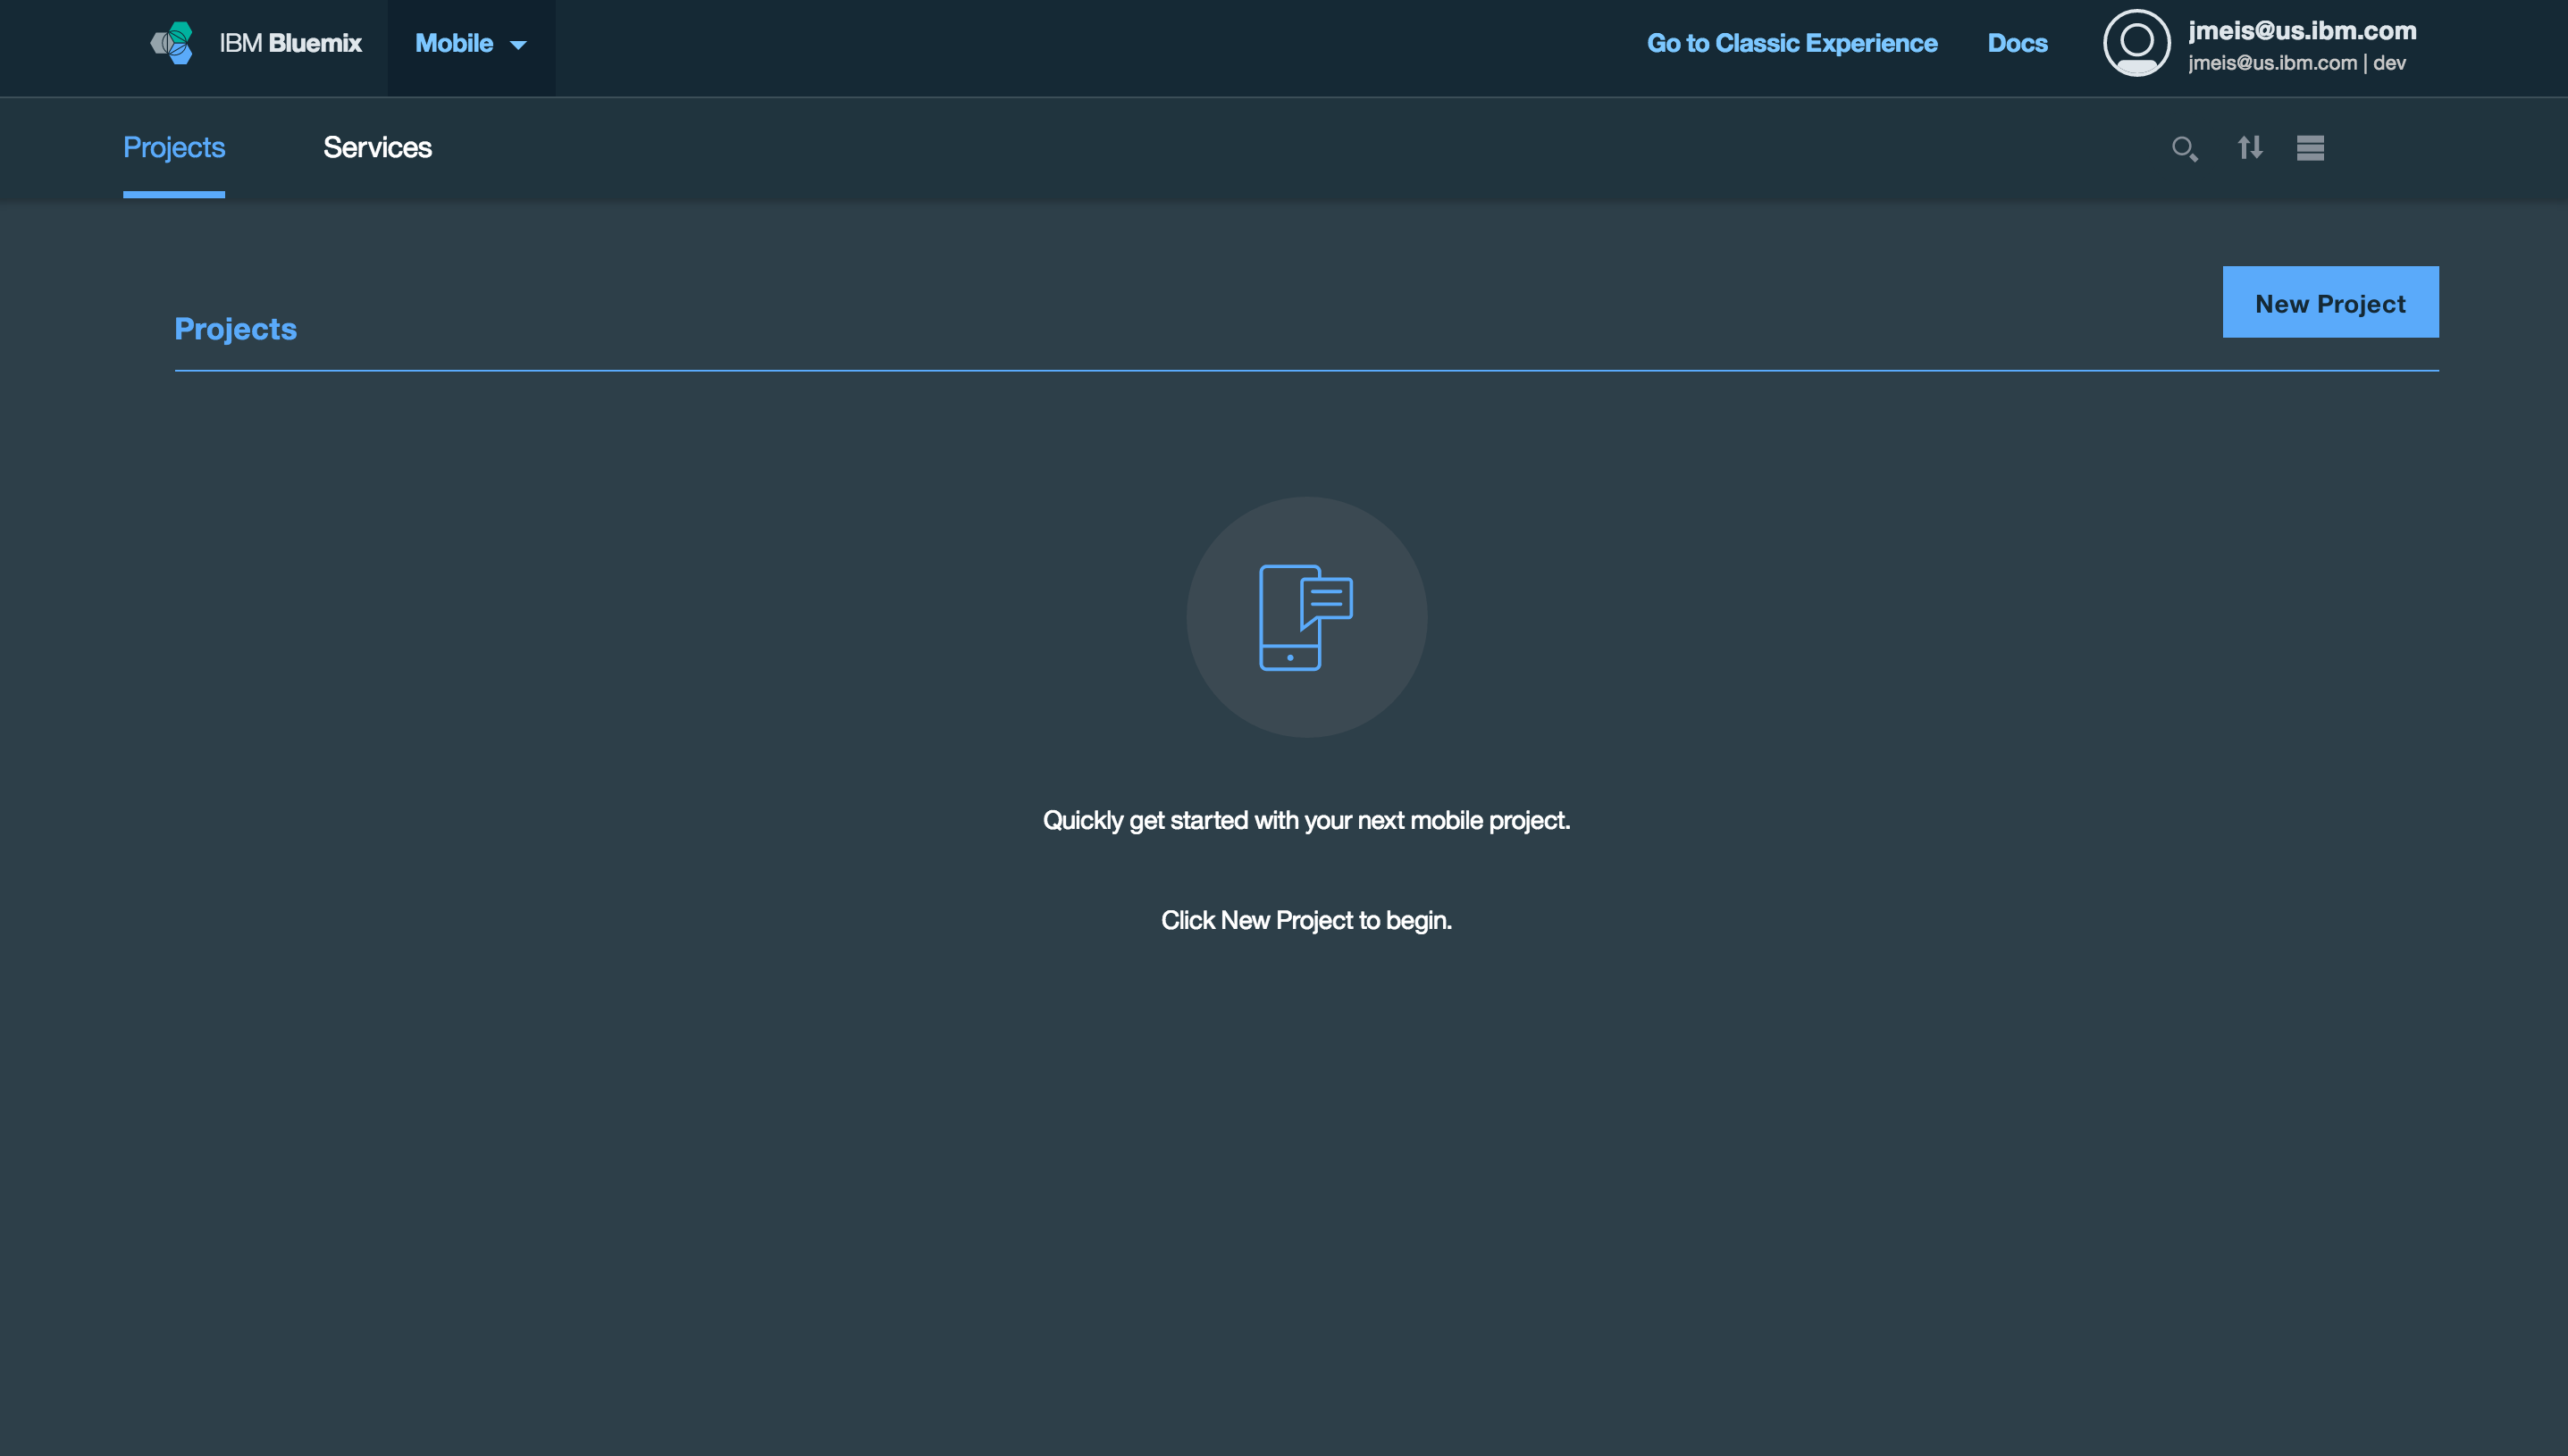 IBM Bluemix
Mobile
Go to Classic Experience
Docs
jmeis@us.ibm.com
jmeis@us.ibm.com | dev
Projects
Services
Projects
New Project
Quickly get started with your next mobile project.
Click New Project to begin.